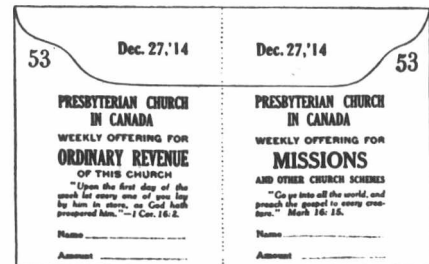 53
Dec. 27,'14
PRESBYTERIAN CHURCH
IN CANADA
WEEKLY OFFERING FOR
ORDINARY REVENUE
OF THIS CHURCH
"Upon the first day of the
week let every one of you lay
by him in store, as God hath
prospered him."—1 Cor. 16: 2.
Name
Amount
Dec. 27,'14
53
PRESBYTERIAN CHURCH
IN CANADA
WEEKLY OFFERING FOR
MISSIONS
AND OTHER CHURCH SCHEMES
"Go ye into all the world, and
preach the gospel to every crea-
ture." Mark 16: 15.
Name
Amount